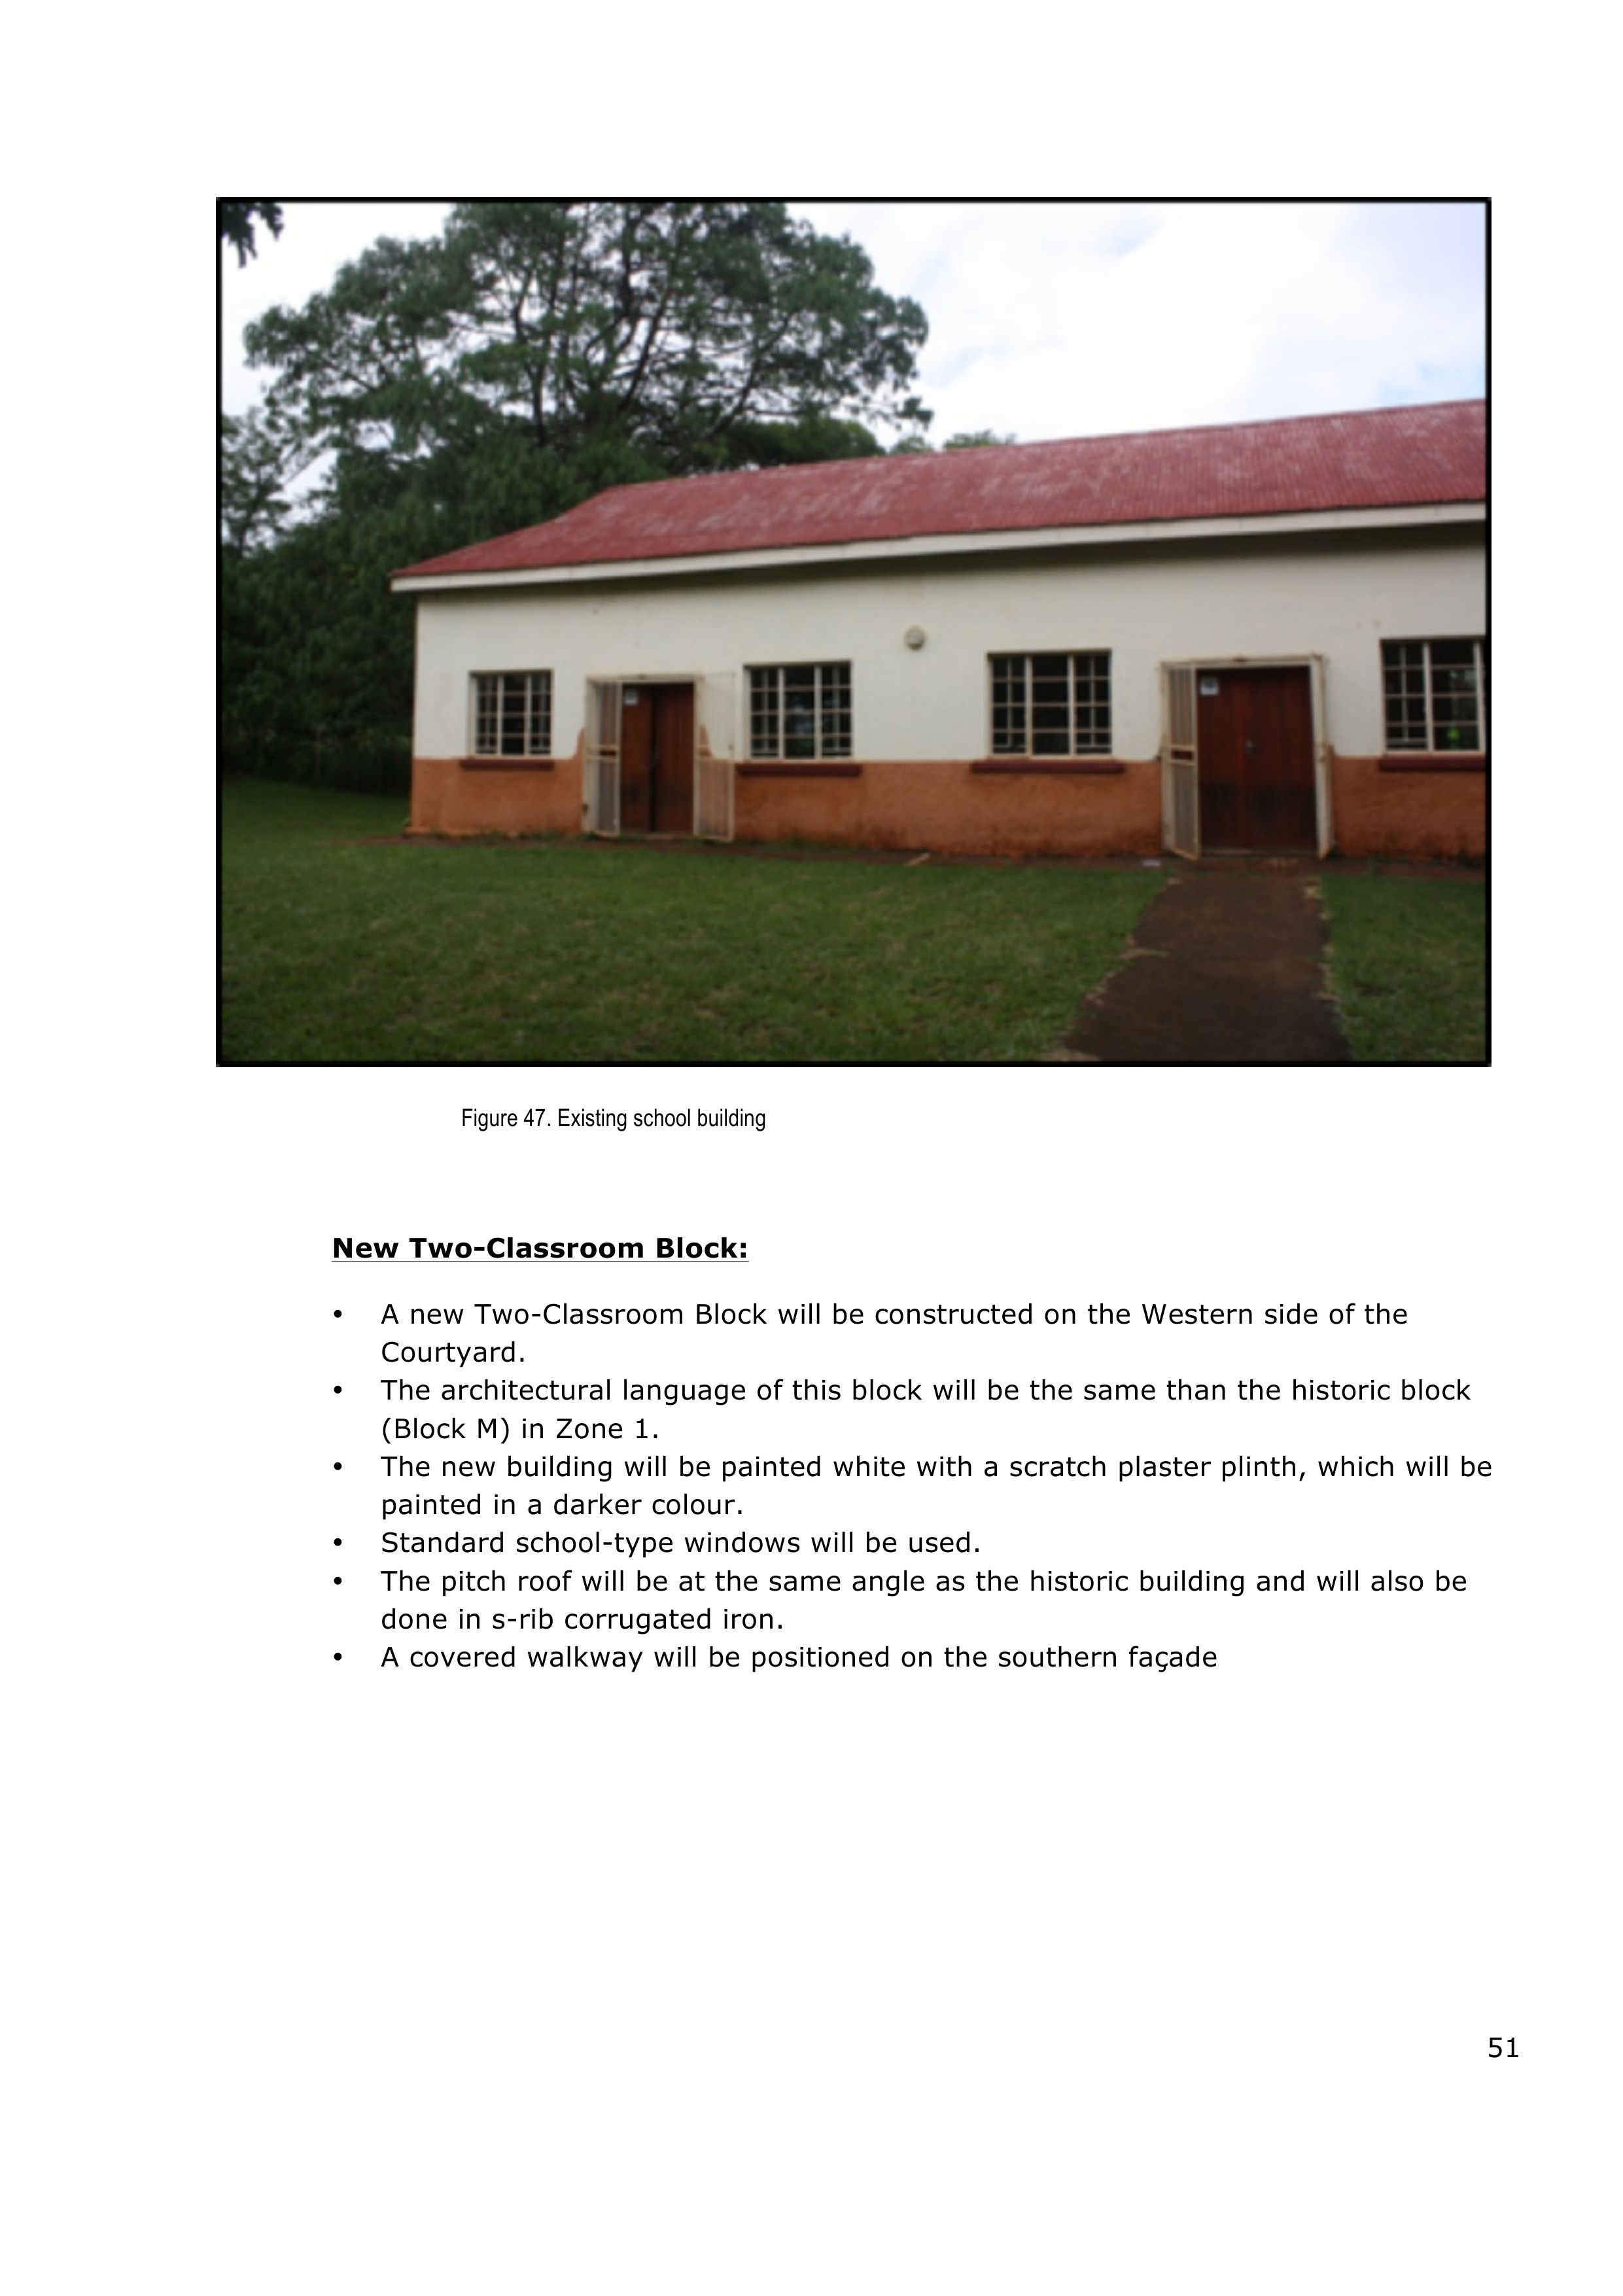 Figure 47. Existing school building
New Two-Classroom Block:
• A new Two-Classroom Block will be constructed on the Western side of the
Courtyard.
• The architectural language of this block will be the same than the historic block
(Block M) in Zone 1.
• The new building will be painted white with a scratch plaster plinth, which will be
painted in a darker colour.
• Standard school-type windows will be used.
• The pitch roof will be at the same angle as the historic building and will also be
done in s-rib corrugated iron.
• A covered walkway will be positioned on the southern façade
51